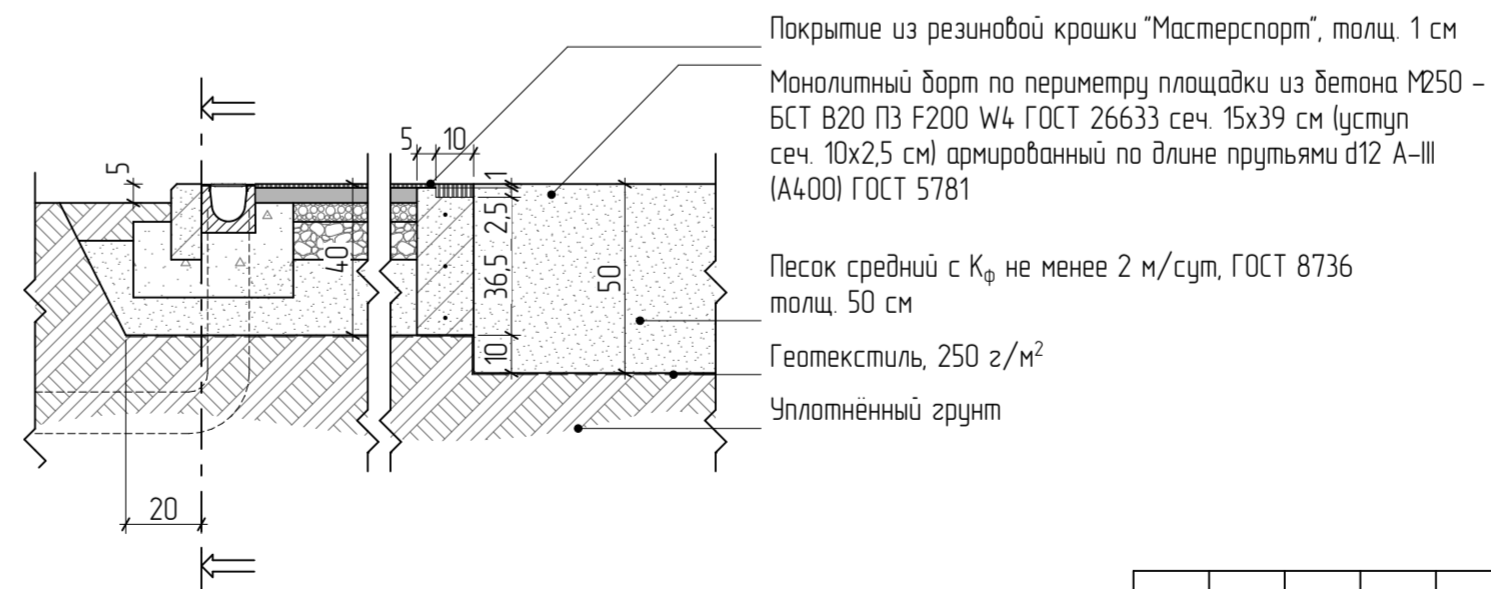 Покрытие из резиновой крошки "Мастерспорт", толщ. 1 см
Монолитный борт по периметру площадки из бетона М250 –
БСТ В20 П3 F200 W4 ГОСТ 26633 сеч. 15х39 см (уступ
сеч. 10х2,5 см) армированный по длине прутьями d12 А-III
(А400) ГОСТ 5781
Песок средний с Кф не менее 2 м/сут, ГОСТ 8736
толщ. 50 см
Геотекстиль, 250 г/м²
Уплотнённый грунт
5
5 10
1
2,5
40
36,5
50
10
20